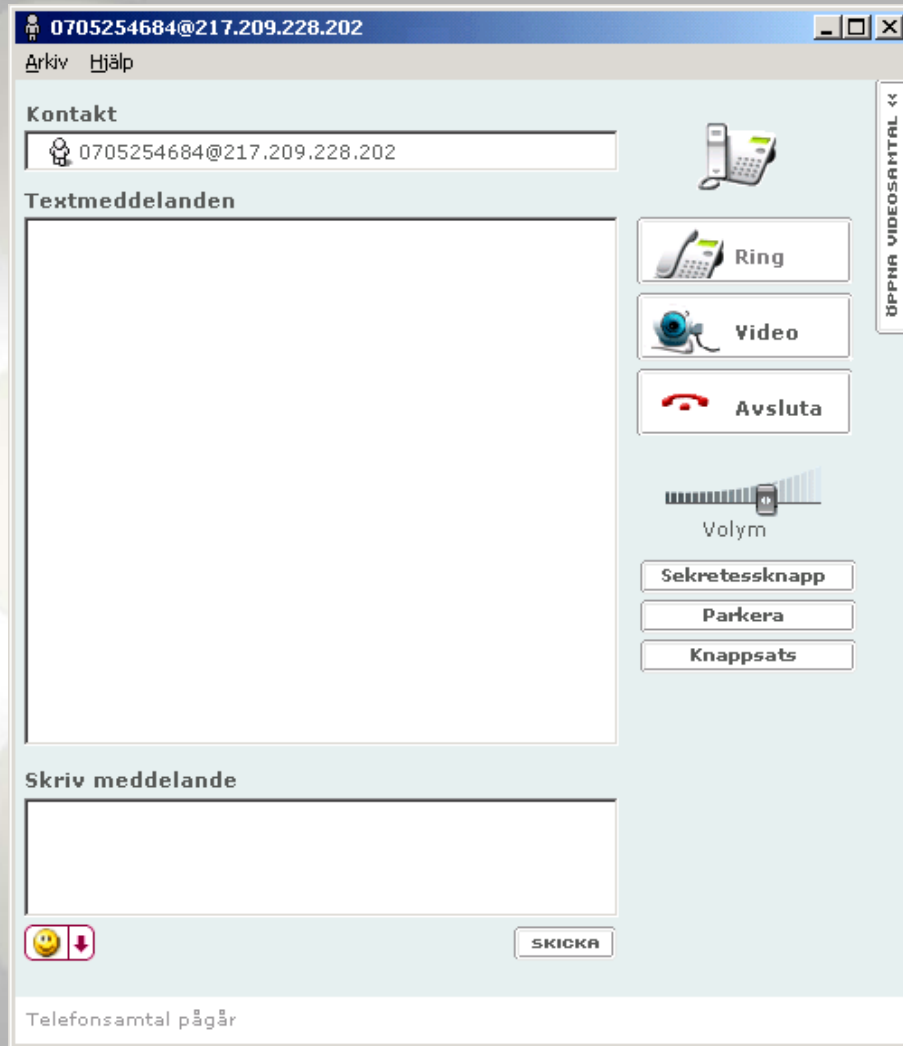 0705254684@217.209.228.202
Arkiv Hjälp
Kontakt
0705254684@217.209.228.202
Textmeddelanden
Ring
Video
Avsluta
Volym
Sekretessknapp
Parkera
Knappsats
ÖPPNA VIDEOSAMTAL <<
Skriv meddelande
SKICKA
Telefonsamtal pågår